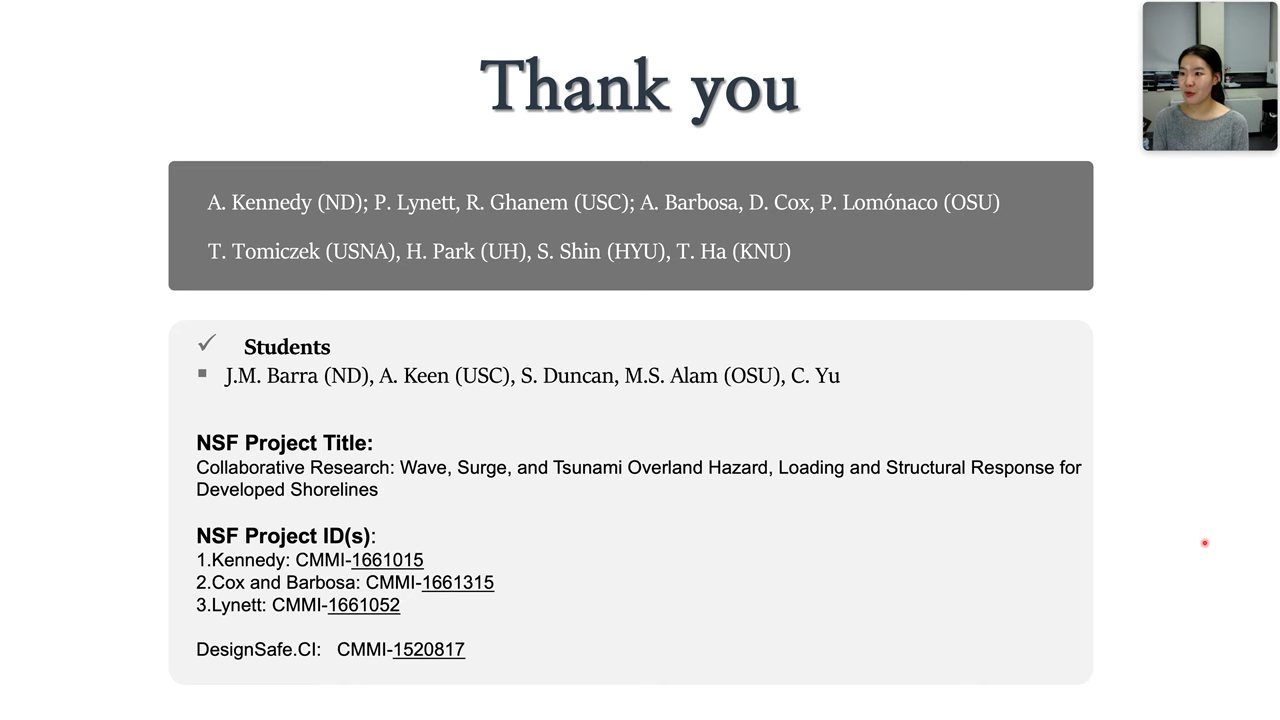 Thank you
A. Kennedy (ND); P. Lynett, R. Ghanem (USC); A. Barbosa, D. Cox, P. Lomónaco (OSU)
T. Tomiczek (USNA), H. Park (UH), S. Shin (HYU), T. Ha (KNU)
✓ Students
▪ J.M. Barra (ND), A. Keen (USC), S. Duncan, M.S. Alam (OSU), C. Yu
NSF Project Title:
Collaborative Research: Wave, Surge, and Tsunami Overland Hazard, Loading and Structural Response for
Developed Shorelines
NSF Project ID(s):
1.Kennedy: CMMI-1661015
2.Cox and Barbosa: CMMI-1661315
3.Lynett: CMMI-1661052
DesignSafe.CI: CMMI-1520817